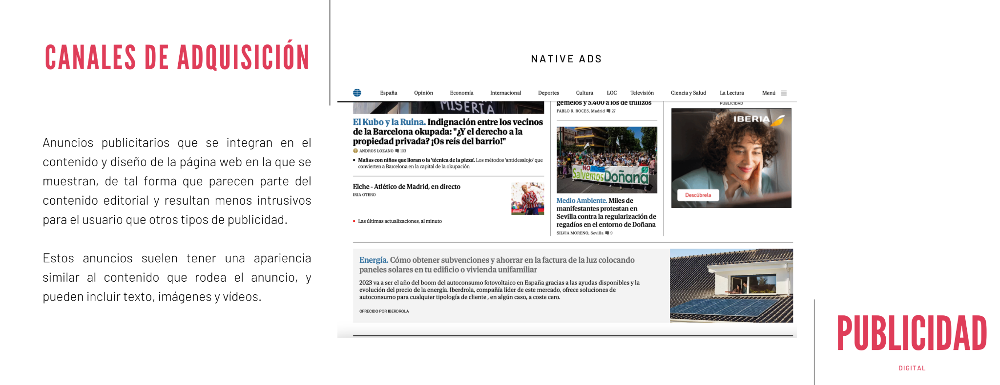 CANALES DE ADQUISICIÓN
Anuncios publicitarios que se integran en el
contenido y diseño de la página web en la que se
muestran, de tal forma que parecen parte del
contenido editorial y resultan menos intrusivos
para el usuario que otros tipos de publicidad.
Estos anuncios suelen tener una apariencia
similar al contenido que rodea el anuncio, y
pueden incluir texto, imágenes y vídeos.
NATIVE ADS
España Opinión Economía Internacional Deportes Cultura LOC Televisión Ciencia y Salud La Lectura Menú
MISERIA
El Kubo y la Ruina. Indignación entre los vecinos
de la Barcelona okupada: "¿Y el derecho a la
propiedad privada? ¡Os reís del barrio!"
ANDROS LOZANO 103
• Mafias con niños que lloran o la 'técnica de la pizza'. Los métodos 'antidesalojo' que
convierten a Barcelona en la capital de la okupación
Elche - Atlético de Madrid, en directo
IRIA OTERO
• Las últimas actualizaciones, al minuto
gemelos y 5.400 a los de trillizos
PABLO R. ROCES, Madrid 27
NO
Salvemos Doñana
Medio Ambiente. Miles de
manifestantes protestan en
Sevilla contra la regularización de
regadíos en el entorno de Doñana
SILVIA MORENO, Sevilla 9
PUBLICIDAD
IBERIA
Descúbrela
Energía. Cómo obtener subvenciones y ahorrar en la factura de la luz colocando
paneles solares en tu edificio o vivienda unifamiliar
2023 va a ser el año del boom del autoconsumo fotovoltaico en España gracias a las ayudas disponibles y la
evolución del precio de la energía. Iberdrola, compañía líder de este mercado, ofrece soluciones de
autoconsumo para cualquier tipología de cliente , en algún caso, a coste cero.
OFRECIDO POR IBERDROLA
PUBLICIDAD
DIGITAL